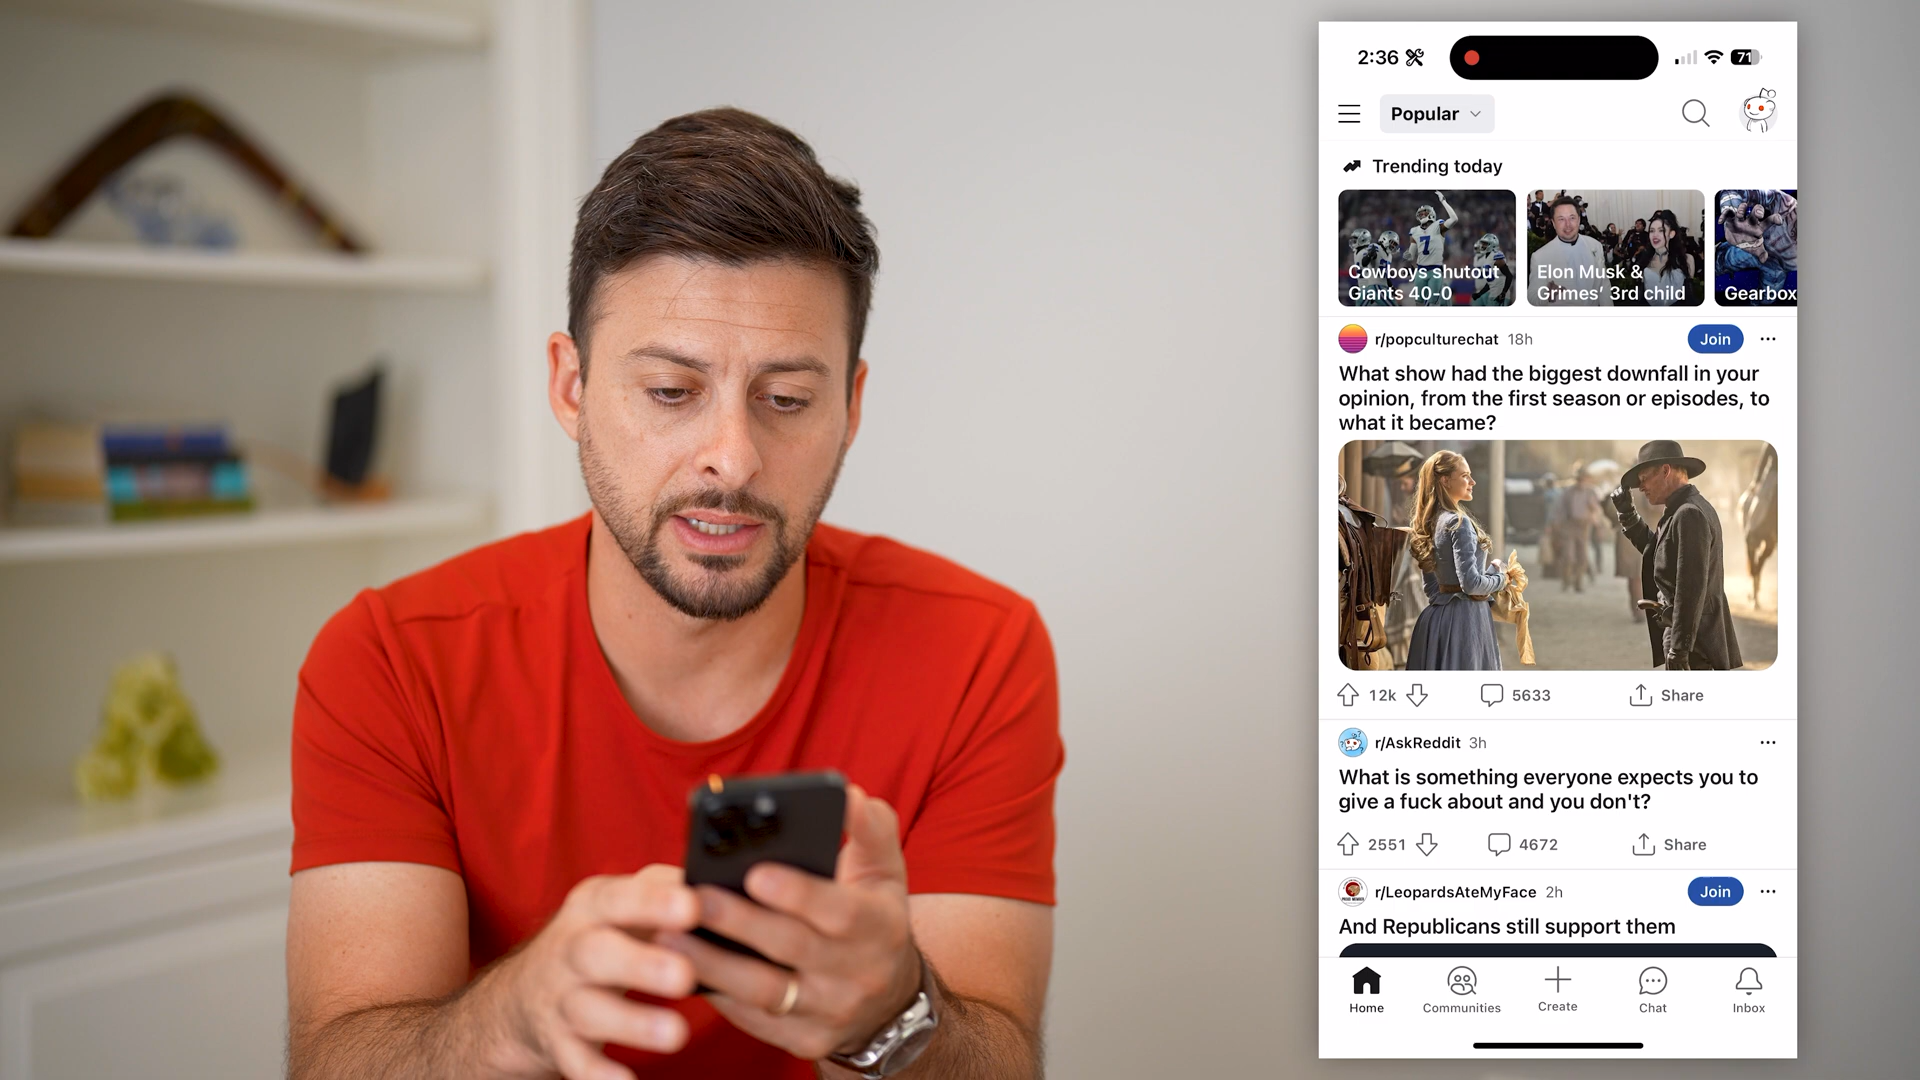 2:36
71
Popular
Trending today
Cowboys shutout
Giants 40-0
Elon Musk &
Grimes’ 3rd child
Gearbox
7
r/popculturechat 18h
Join
What show had the biggest downfall in your
opinion, from the first season or episodes, to
what it became?
12k
5633
Share
r/AskReddit 3h
What is something everyone expects you to
give a fuck about and you don't?
2551
4672
Share
r/LeopardsAteMyFace 2h
Join
And Republicans still support them
Home
Communities
Create
Chat
Inbox